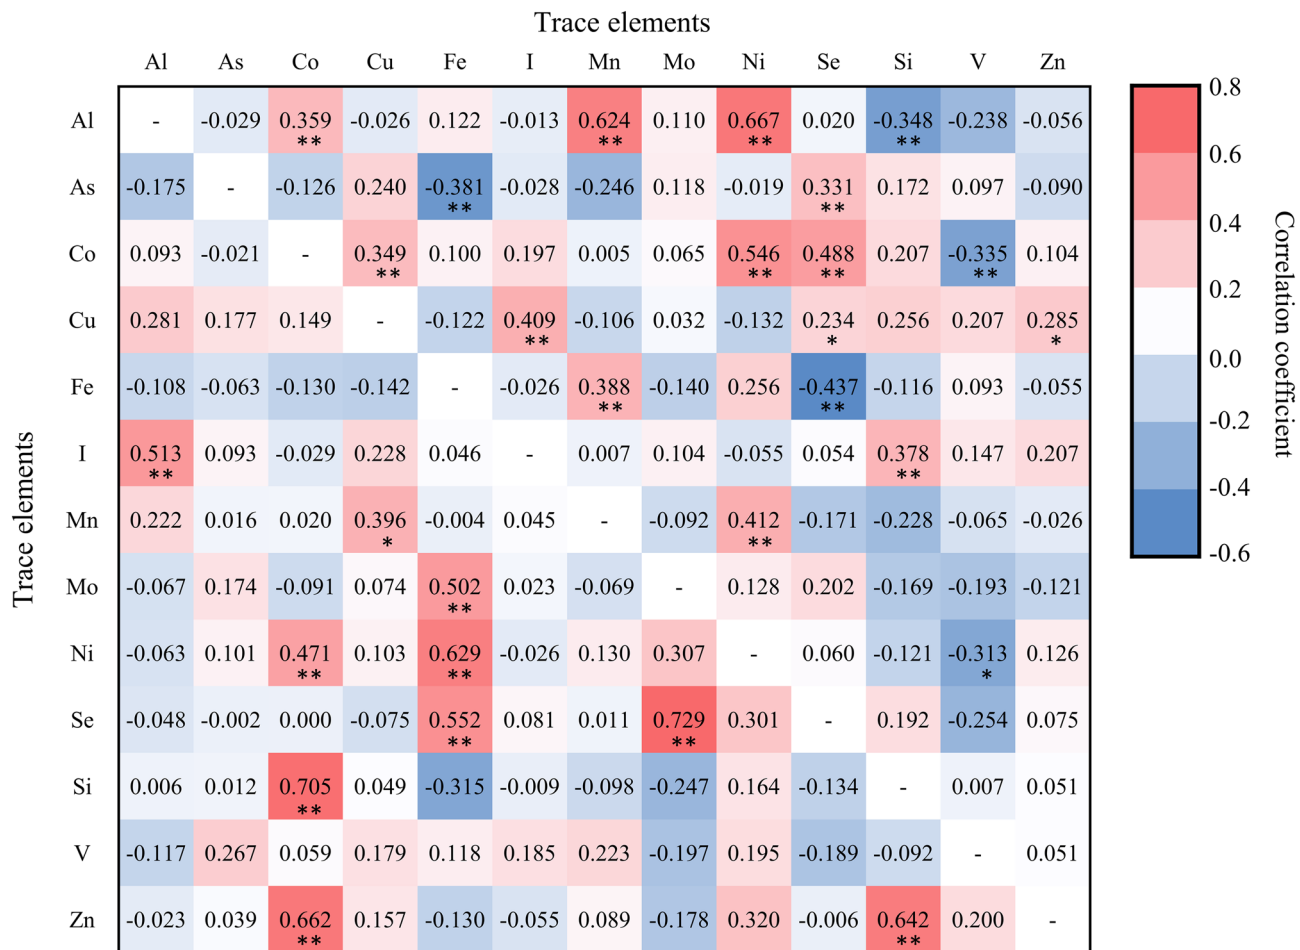 Trace elements
Al As Co Cu Fe I Mn Mo Ni Se Si V Zn
Al - -0.029 0.359 -0.026 0.122 -0.013 0.624 0.110 0.667 0.020 -0.348 -0.238 -0.056
** ** ** **
As -0.175 - -0.126 0.240 -0.381 -0.028 -0.246 0.118 -0.019 0.331 0.172 0.097 -0.090
** **
Co 0.093 -0.021 - 0.349 0.100 0.197 0.005 0.065 0.546 0.488 0.207 -0.335 0.104
** ** ** **
Cu 0.281 0.177 0.149 - -0.122 0.409 -0.106 0.032 -0.132 0.234 0.256 0.207 0.285
** * *
Fe -0.108 -0.063 -0.130 -0.142 - -0.026 0.388 -0.140 0.256 -0.437 -0.116 0.093 -0.055
** **
I 0.513 0.093 -0.029 0.228 0.046 - 0.007 0.104 -0.055 0.054 0.378 0.147 0.207
** **
Mn 0.222 0.016 0.020 0.396 -0.004 0.045 - -0.092 0.412 -0.171 -0.228 -0.065 -0.026
* **
Mo -0.067 0.174 -0.091 0.074 0.502 0.023 -0.069 - 0.128 0.202 -0.169 -0.193 -0.121
**
Ni -0.063 0.101 0.471 0.103 0.629 -0.026 0.130 0.307 - 0.060 -0.121 -0.313 0.126
** ** *
Se -0.048 -0.002 0.000 -0.075 0.552 0.081 0.011 0.729 0.301 - 0.192 -0.254 0.075
** **
Si 0.006 0.012 0.705 0.049 -0.315 -0.009 -0.098 -0.247 0.164 -0.134 - 0.007 0.051
**
V -0.117 0.267 0.059 0.179 0.118 0.185 0.223 -0.197 0.195 -0.189 -0.092 - 0.051
Zn -0.023 0.039 0.662 0.157 -0.130 -0.055 0.089 -0.178 0.320 -0.006 0.642 0.200 -
** **
Trace elements
0.8
0.6
0.4
0.2
0.0
-0.2
-0.4
-0.6
Correlation coefficient